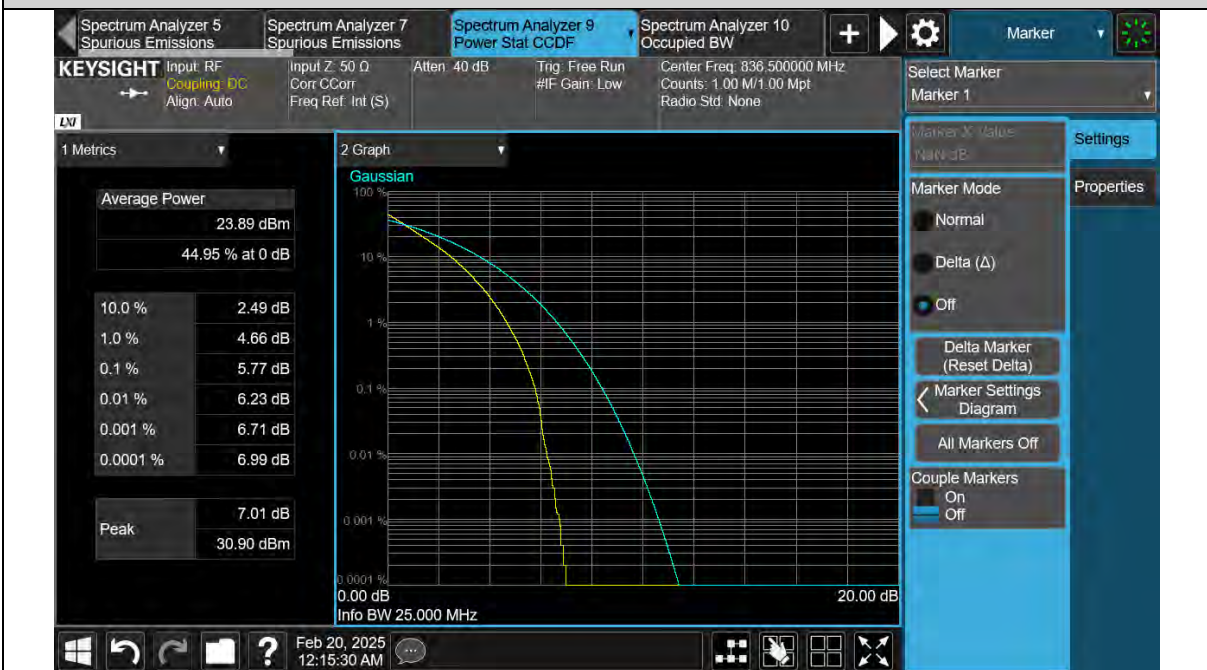 Spectrum Analyzer 5
Spurious Emissions
Spectrum Analyzer 7
Spurious Emissions
Spectrum Analyzer 9
Power Stat CCDF
Spectrum Analyzer 10
Occupied BW
Marker
KEYSIGHT
Input: RF
Coupling: DC
Align: Auto
Input Z: 50 Ω
Corr CCorr
Freq Ref: Int (S)
Atten: 40 dB
Trig: Free Run
#IF Gain: Low
Center Freq: 836.500000 MHz
Counts: 1.00 M/1.00 Mpt
Radio Std: None
LXI
Select Marker
Marker 1
Marker X Value
NaN dB
Settings
Properties
Marker Mode
Normal
Delta (Δ)
Off
Delta Marker
(Reset Delta)
Marker Settings
Diagram
All Markers Off
Couple Markers
On
Off
1 Metrics
Average Power
23.89 dBm
44.95 % at 0 dB
10.0 % 2.49 dB
1.0 % 4.66 dB
0.1 % 5.77 dB
0.01 % 6.23 dB
0.001 % 6.71 dB
0.0001 % 6.99 dB
Peak
7.01 dB
30.90 dBm
2 Graph
Gaussian
100 %
10 %
1 %
0.1 %
0.01 %
0.001 %
0.0001 %
0.00 dB
20.00 dB
Info BW 25.000 MHz
?
Feb 20, 2025
12:15:30 AM